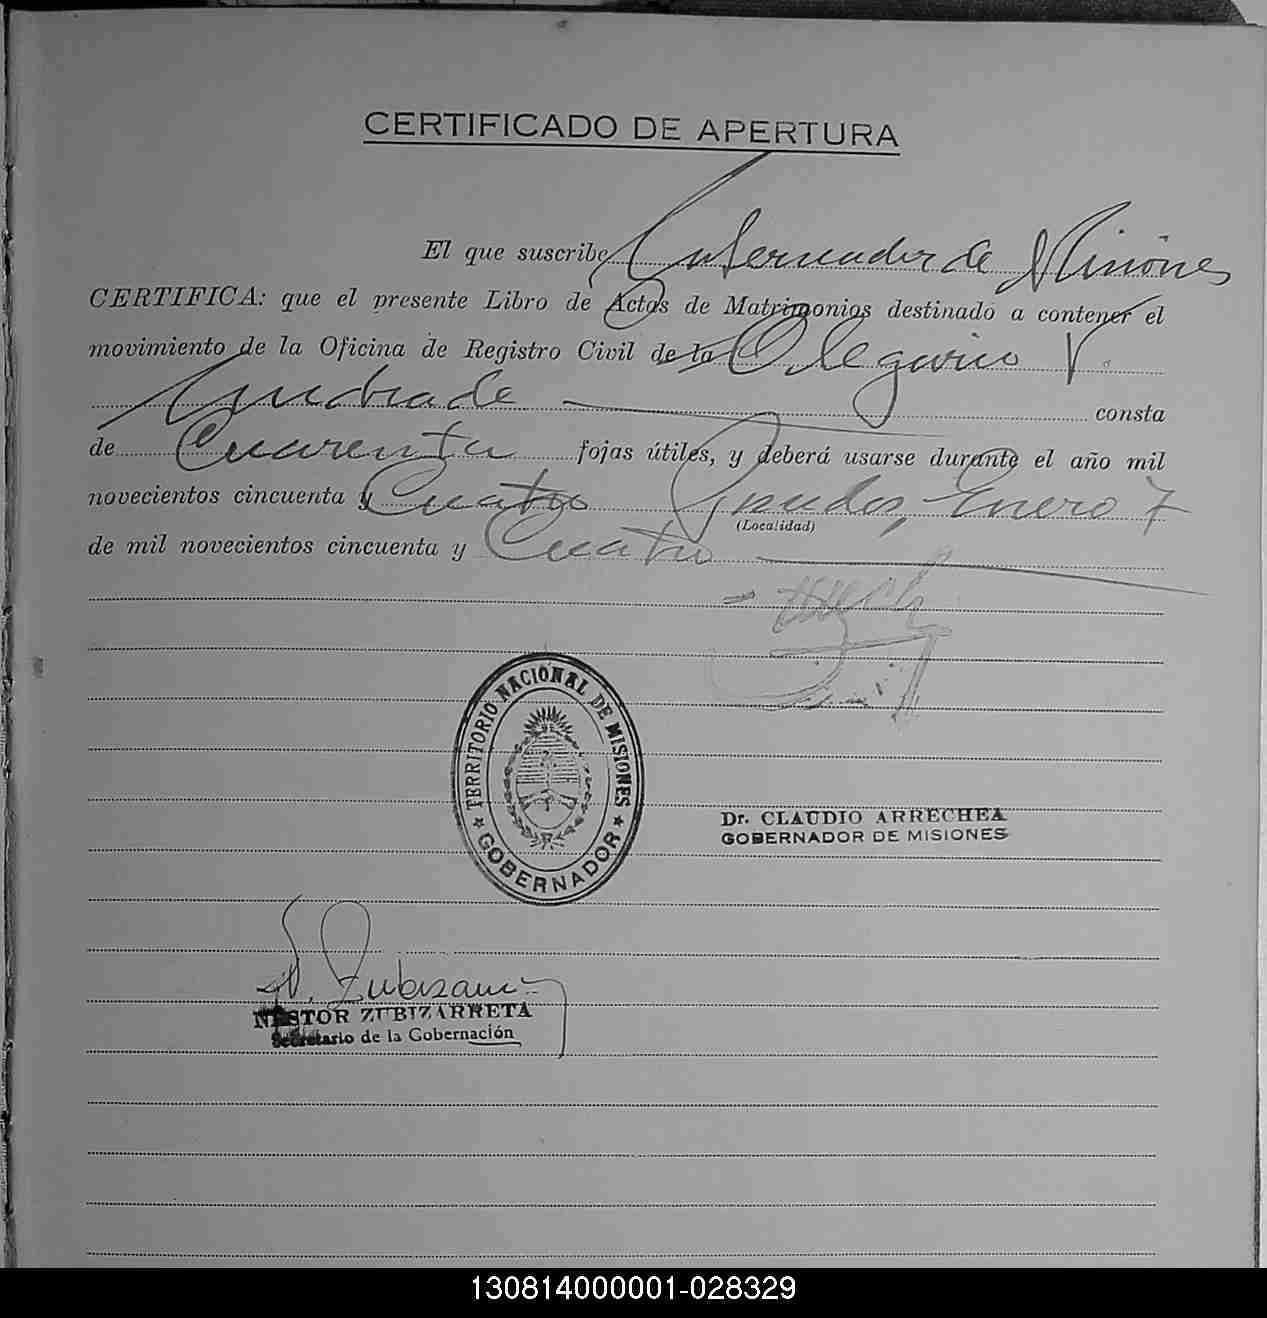 CERTIFICADO DE APERTURA
El que suscribe Gobernador de Misiones
CERTIFICA: que el presente Libro de Actas de Matrimonios destinado a contener el
movimiento de la Oficina de Registro Civil de la Olegario V.
Andrade consta
de Cuarenta fojas útiles, y deberá usarse durante el año mil
novecientos cincuenta y Cuatro Posadas, Enero 7
(Localidad)
de mil novecientos cincuenta y Cuatro
TERRITORIO NACIONAL DE MISIONES
GOBERNADOR
Dr. CLAUDIO ARRECHEA
GOBERNADOR DE MISIONES
N. Zubizarreta
NESTOR ZUBIZARRETA
Secretario de la Gobernación
130814000001-028329